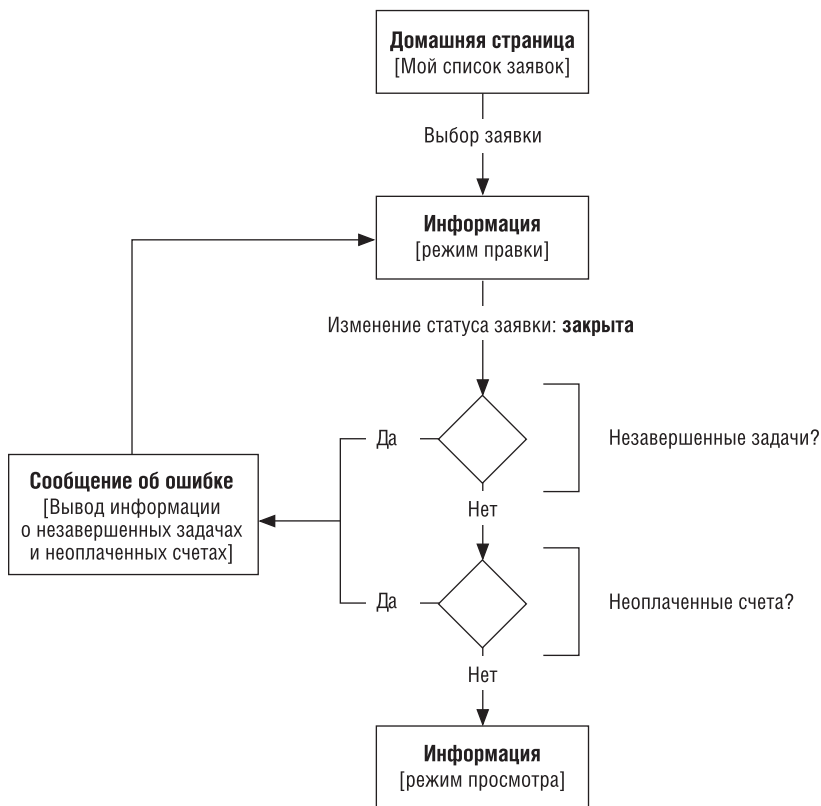 Домашняя страница
[Мой список заявок]
Выбор заявки
Информация
[режим правки]
Изменение статуса заявки: закрыта
Да
Незавершенные задачи?
Сообщение об ошибке
[Вывод информации
о незавершенных задачах
и неоплаченных счетах]
Нет
Да
Неоплаченные счета?
Нет
Информация
[режим просмотра]